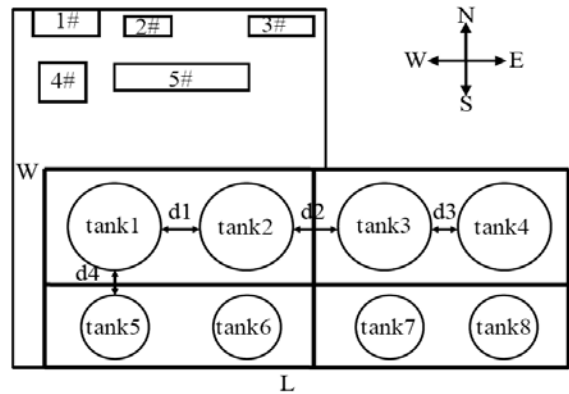 1#
2#
3#
4#
5#
N
W
E
S
W
tank1
d1
tank2
d2
tank3
d3
tank4
d4
tank5
tank6
tank7
tank8
L